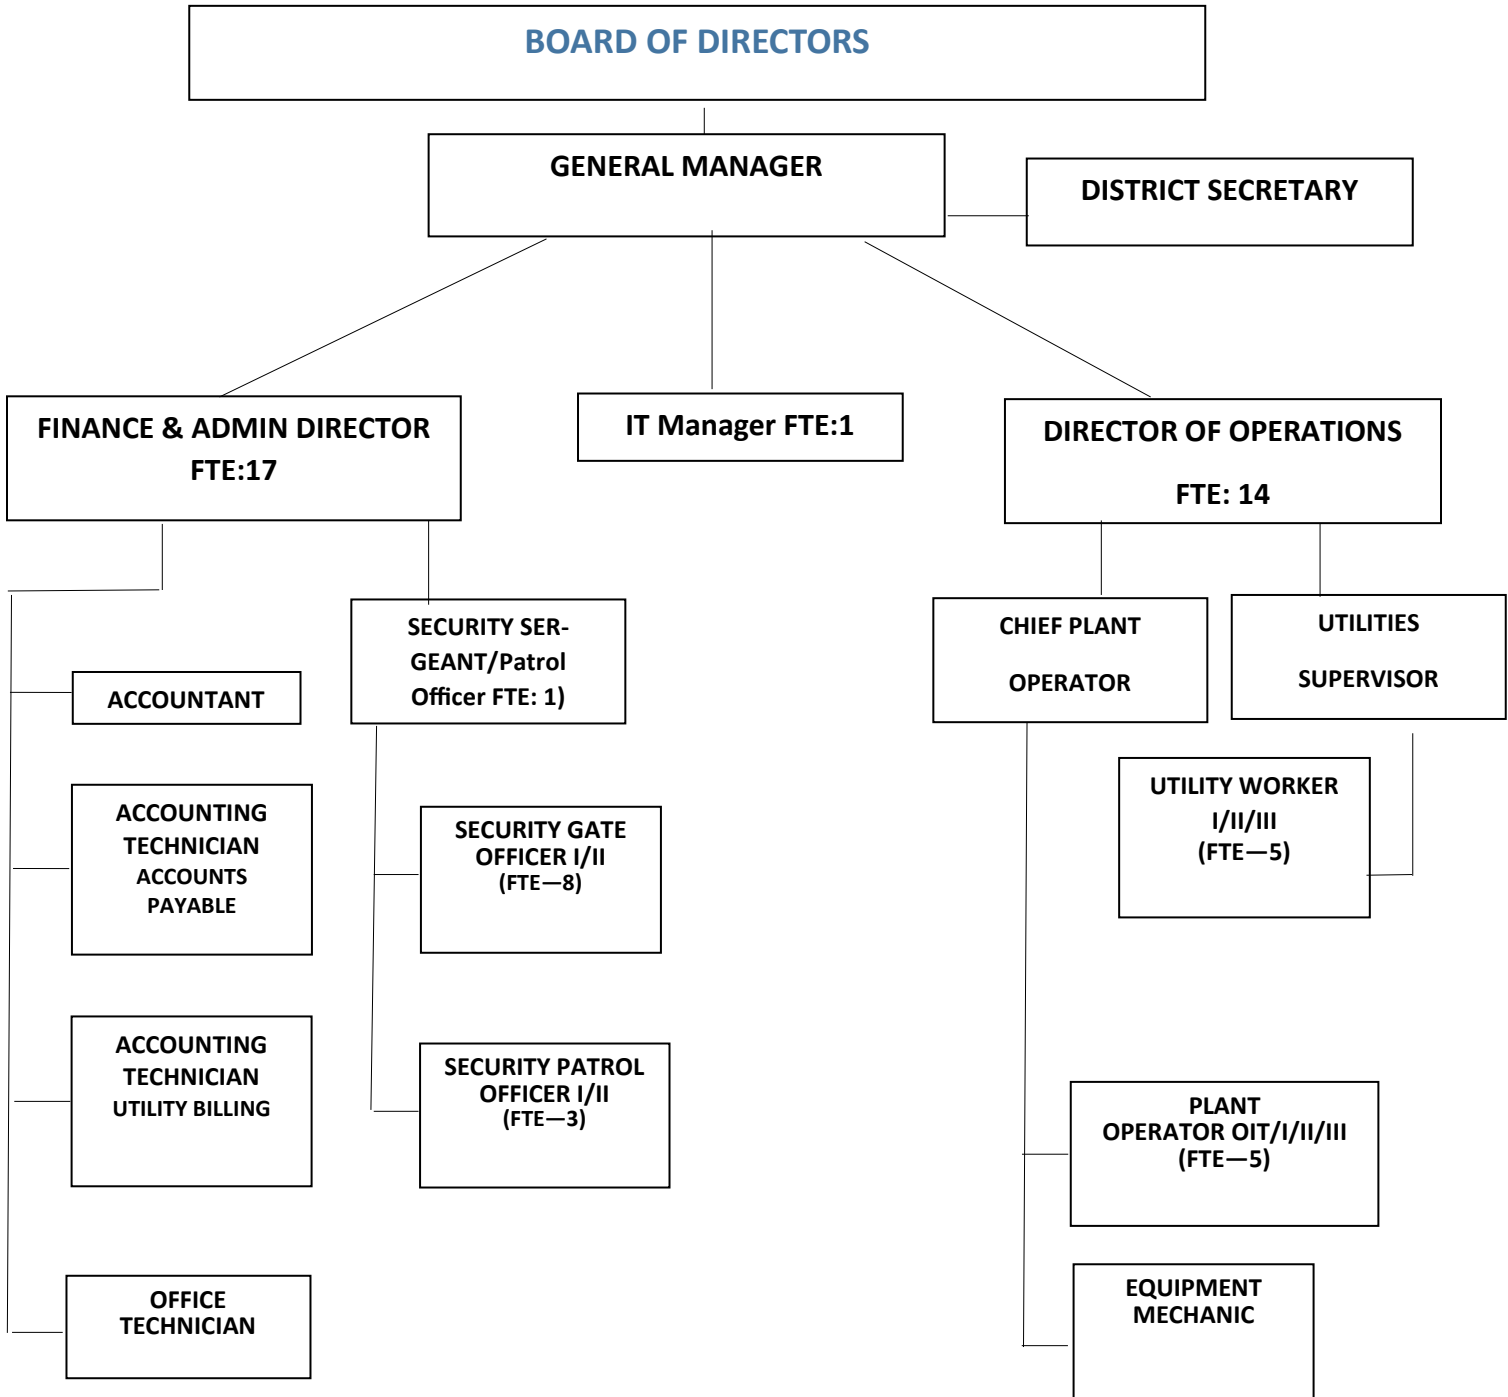 BOARD OF DIRECTORS
GENERAL MANAGER
DISTRICT SECRETARY
FINANCE & ADMIN DIRECTOR
FTE:17
IT Manager FTE:1
DIRECTOR OF OPERATIONS
FTE: 14
SECURITY SER-
GEANT/Patrol
Officer FTE: 1)
CHIEF PLANT
OPERATOR
UTILITIES
SUPERVISOR
ACCOUNTANT
ACCOUNTING
TECHNICIAN
ACCOUNTS
PAYABLE
SECURITY GATE
OFFICER I/II
(FTE—8)
UTILITY WORKER
I/II/III
(FTE—5)
ACCOUNTING
TECHNICIAN
UTILITY BILLING
SECURITY PATROL
OFFICER I/II
(FTE—3)
PLANT
OPERATOR OIT/I/II/III
(FTE—5)
OFFICE
TECHNICIAN
EQUIPMENT
MECHANIC